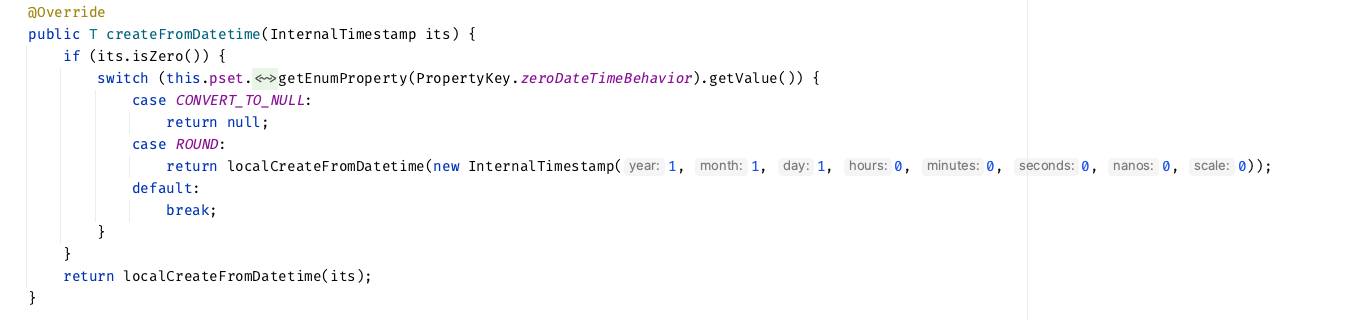 @Override
public T createFromDatetime(InternalTimestamp its) {
if (its.isZero()) {
switch (this.pset.<~>getEnumProperty(PropertyKey.zeroDateTimeBehavior).getValue()) {
case CONVERT_TO_NULL:
return null;
case ROUND:
return localCreateFromDatetime(new InternalTimestamp( year: 1, month: 1, day: 1, hours: 0, minutes: 0, seconds: 0, nanos: 0, scale: 0));
default:
break;
}
}
return localCreateFromDatetime(its);
}